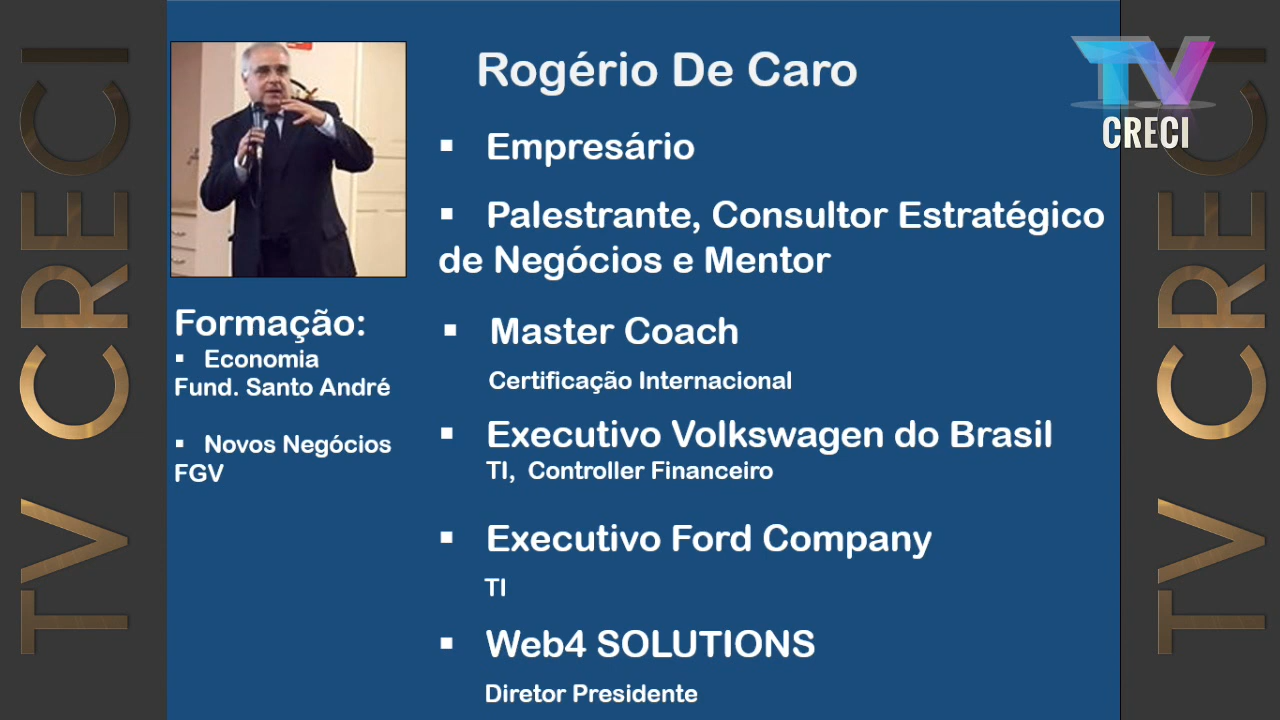 TV CRECI
Rogério De Caro
TV
CRECI
▪ Empresário
▪ Palestrante, Consultor Estratégico
de Negócios e Mentor
▪ Master Coach
Certificação Internacional
▪ Executivo Volkswagen do Brasil
TI, Controller Financeiro
▪ Executivo Ford Company
TI
▪ Web4 SOLUTIONS
Diretor Presidente
Formação:
▪ Economia
Fund. Santo André
▪ Novos Negócios
FGV
TV CRECI